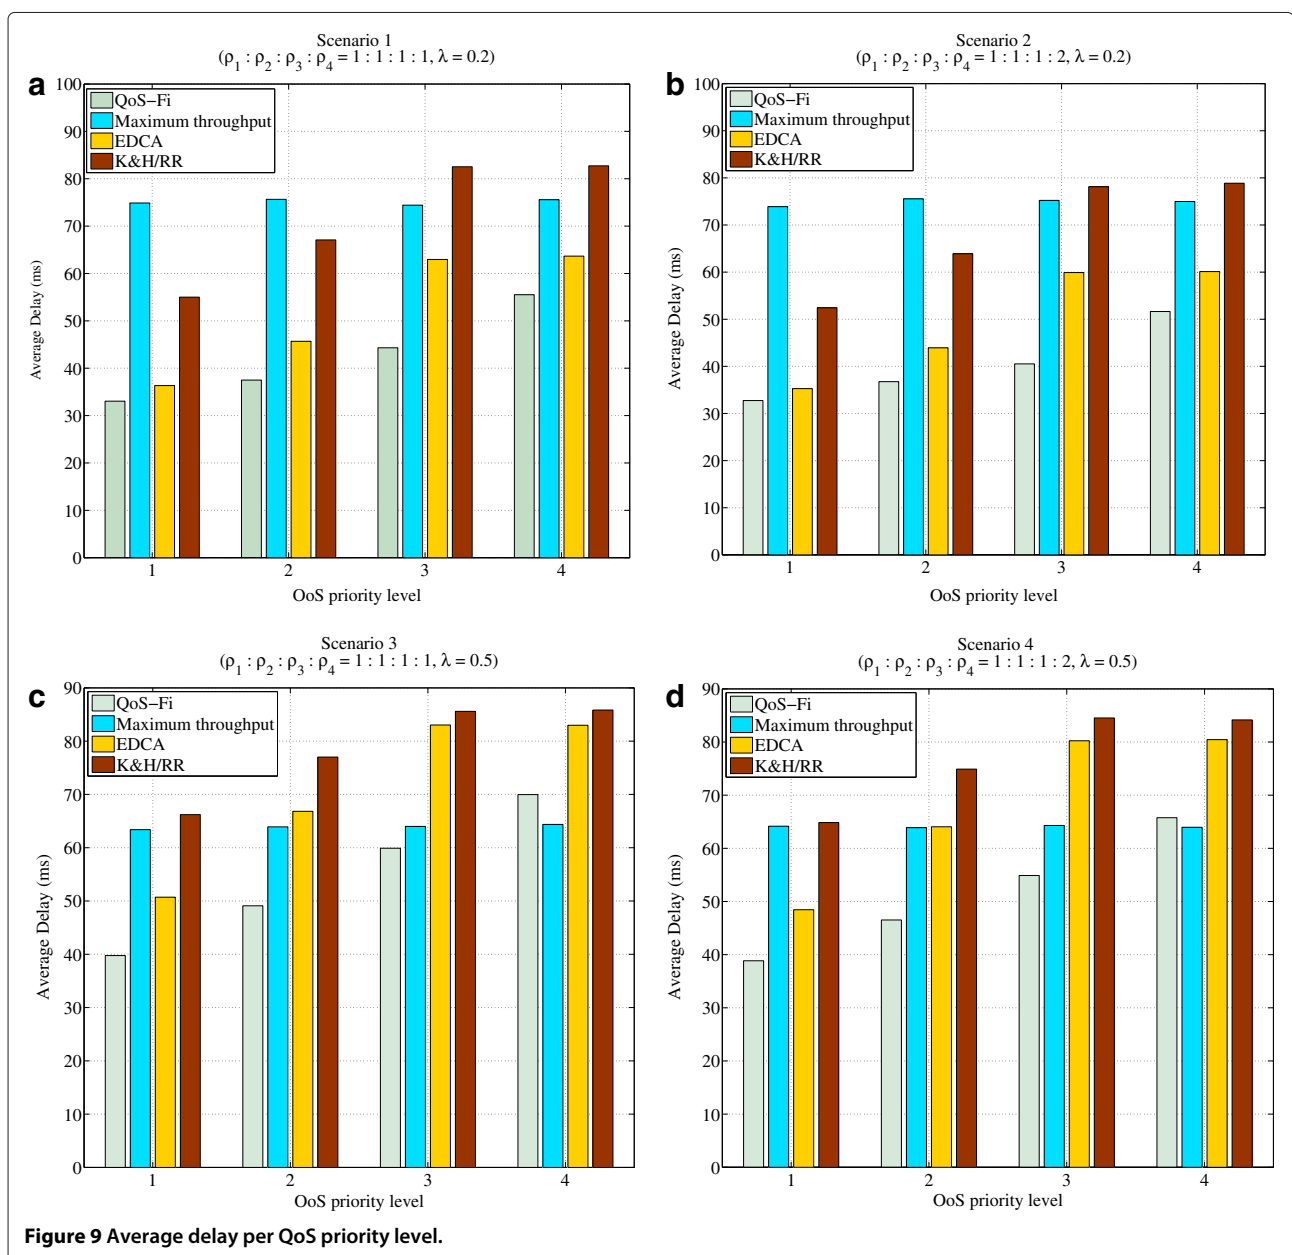 Scenario 1
(ρ1 : ρ2 : ρ3 : ρ4 = 1 : 1 : 1 : 1, λ = 0.2)
a
100
90
80
70
60
50
40
30
20
10
0
Average Delay (ms)
QoS−Fi
Maximum throughput
EDCA
K&H/RR
1 2 3 4
OoS priority level
Scenario 2
(ρ1 : ρ2 : ρ3 : ρ4 = 1 : 1 : 1 : 2, λ = 0.2)
b
100
90
80
70
60
50
40
30
20
10
0
Average Delay (ms)
QoS−Fi
Maximum throughput
EDCA
K&H/RR
1 2 3 4
OoS priority level
Scenario 3
(ρ1 : ρ2 : ρ3 : ρ4 = 1 : 1 : 1 : 1, λ = 0.5)
c
90
80
70
60
50
40
30
20
10
0
Average Delay (ms)
QoS−Fi
Maximum throughput
EDCA
K&H/RR
1 2 3 4
OoS priority level
Scenario 4
(ρ1 : ρ2 : ρ3 : ρ4 = 1 : 1 : 1 : 2, λ = 0.5)
d
90
80
70
60
50
40
30
20
10
0
Average Delay (ms)
QoS−Fi
Maximum throughput
EDCA
K&H/RR
1 2 3 4
OoS priority level
Figure 9 Average delay per QoS priority level.